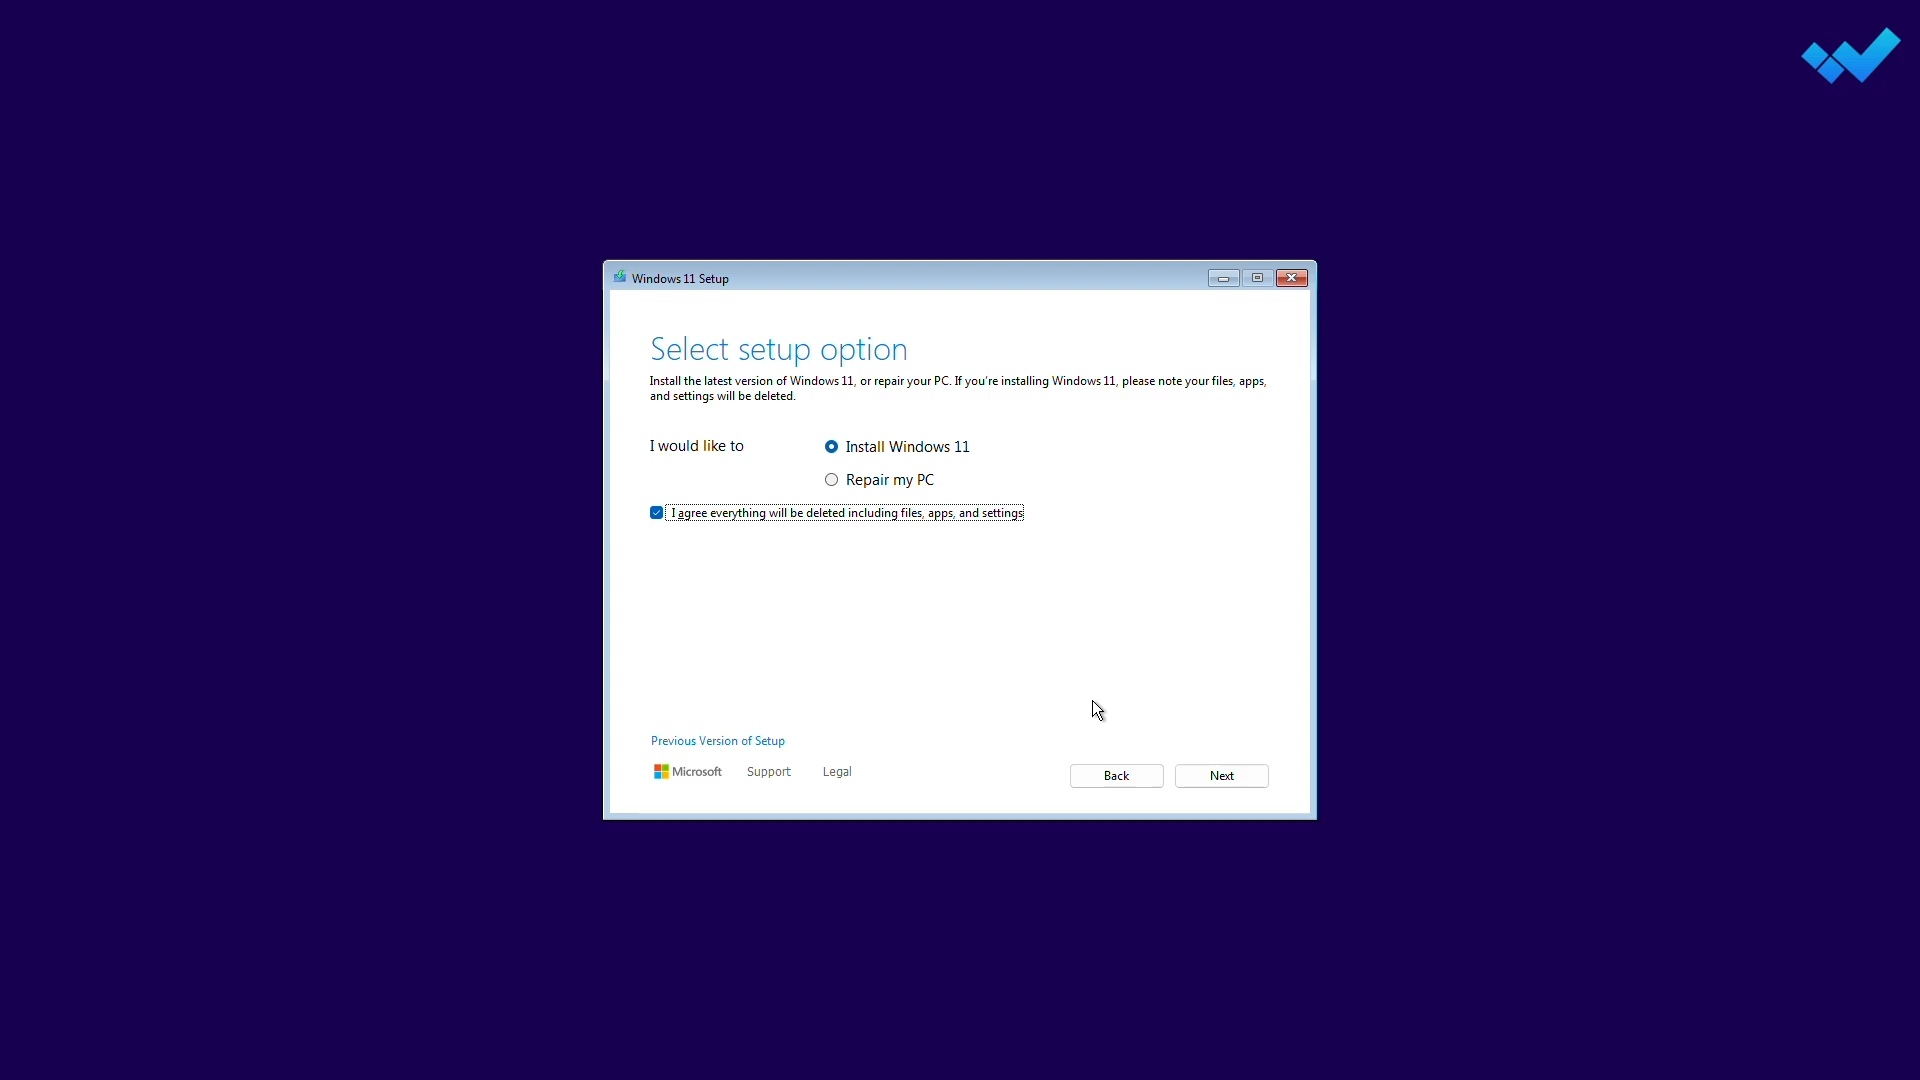 Windows 11 Setup
Select setup option
Install the latest version of Windows 11, or repair your PC. If you're installing Windows 11, please note your files, apps,
and settings will be deleted.
I would like to
Install Windows 11
Repair my PC
I agree everything will be deleted including files, apps, and settings
Previous Version of Setup
Microsoft Support Legal
Back Next